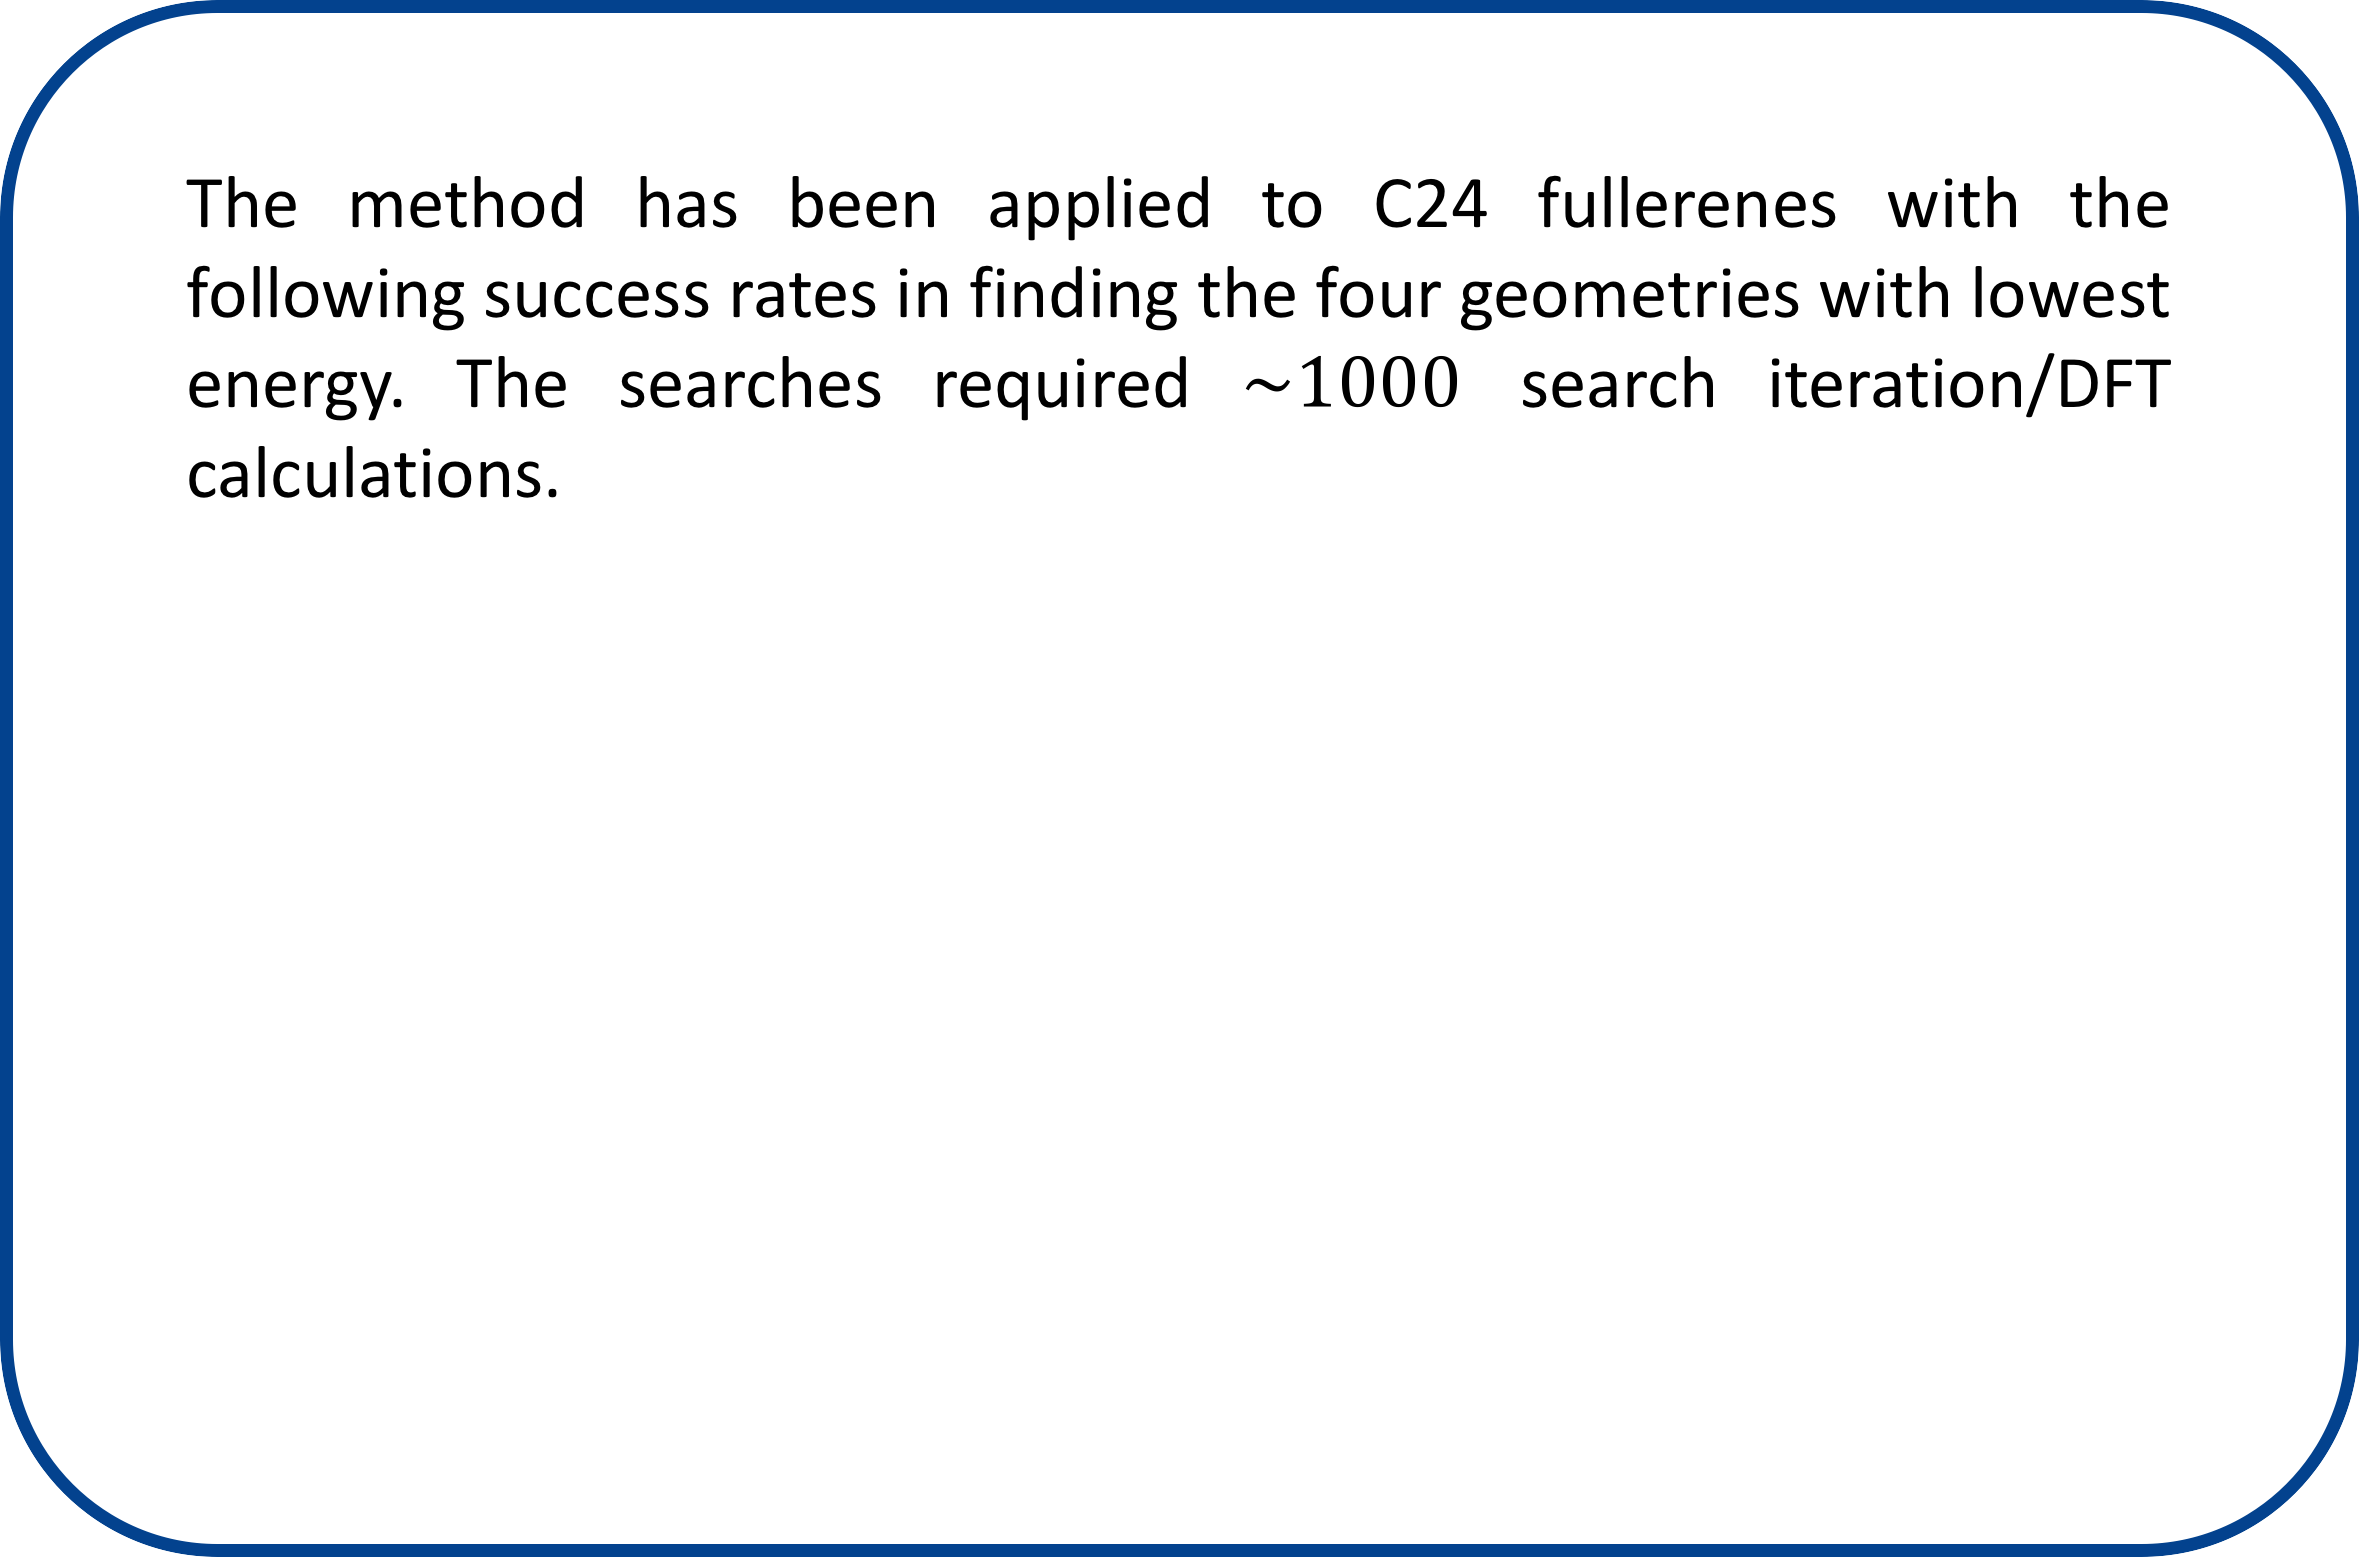 The method has been applied to C24 fullerenes with the
following success rates in finding the four geometries with lowest
energy. The searches required ~1000 search iteration/DFT
calculations.